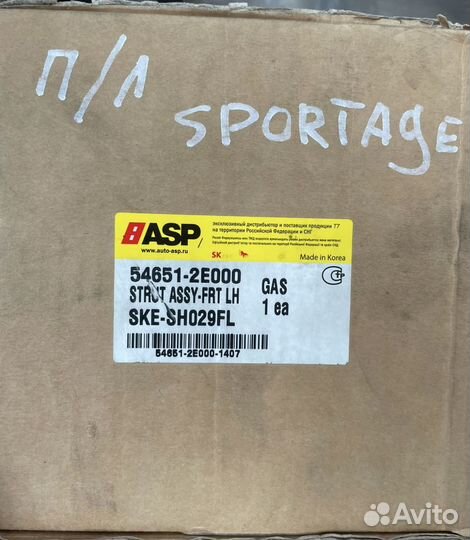 П/Л
SPORTAGE
ASP
www.auto-asp.ru
эксклюзивный дистрибьютор и поставщик продукции 77
на территории Российской Федерации и СНГ
SK
Made in Korea
54651-2E000
GAS
STRUT ASSY-FRT LH
1 ea
SKE-SH029FL
54651-2E000-1407
Avito